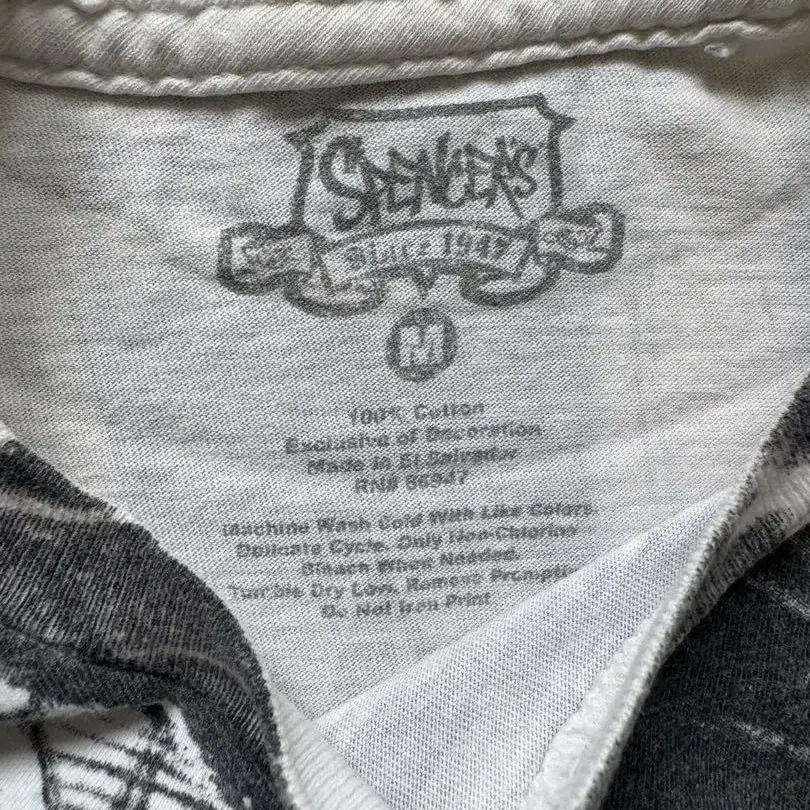 SPENCER'S
Since 1947
M
100% Cotton
Exclusive of Decoration
Made in El Salvador
RN# 86947
Machine Wash Cold With Like Colors.
Delicate Cycle. Only Non-Chlorine
Bleach When Needed.
Tumble Dry Low. Remove Promptly.
Do Not Iron Print